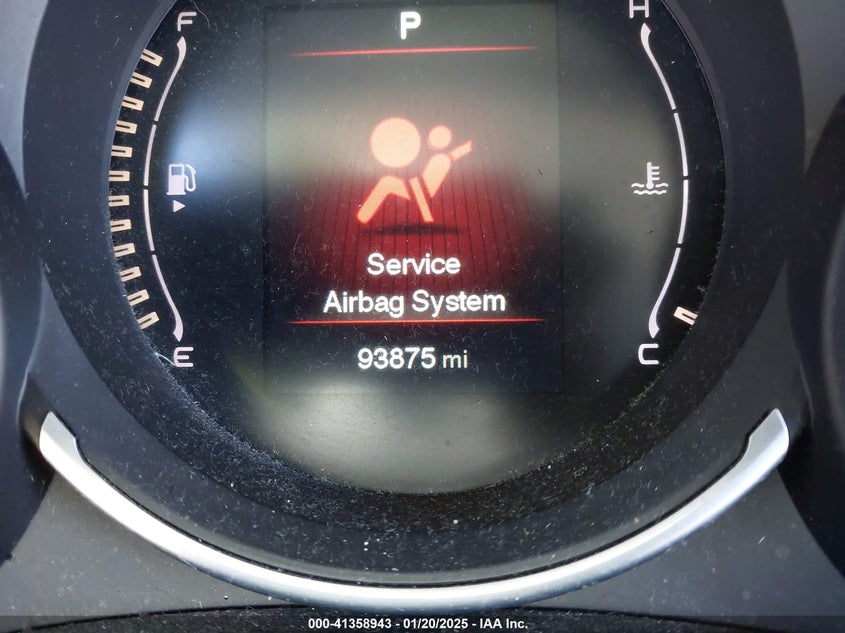 F
P
H
Service
Airbag System
93875 mi
E
C
000-41358943 - 01/20/2025 - IAA Inc.